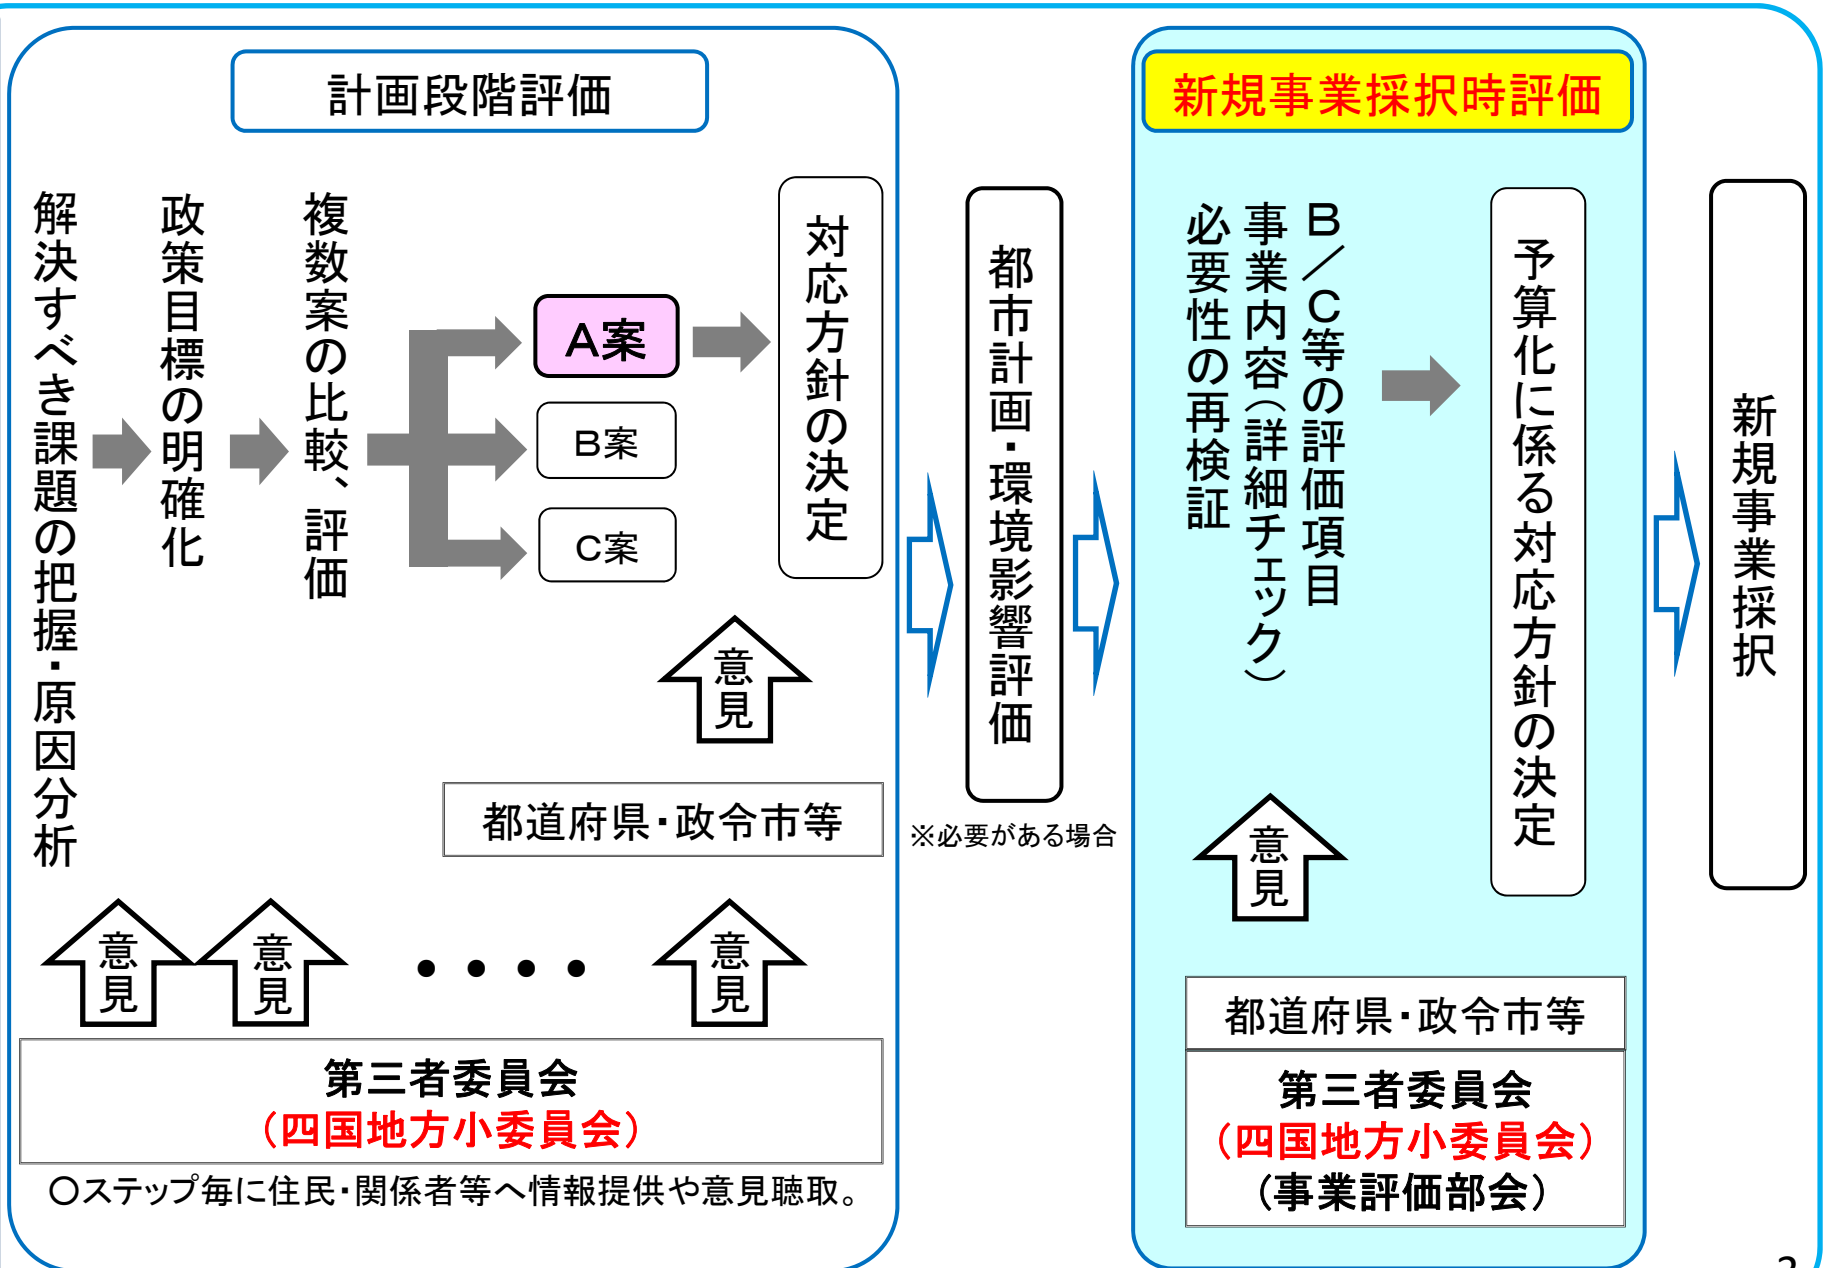 計画段階評価
解決すべき課題の把握・原因分析
政策目標の明確化
複数案の比較、評価
A案
B案
C案
対応方針の決定
意見
都道府県・政令市等
意見
意見
・・・・
意見
第三者委員会
（四国地方小委員会）
○ステップ毎に住民・関係者等へ情報提供や意見聴取。
都市計画・環境影響評価
※必要がある場合
新規事業採択時評価
B／C等の評価項目
事業内容（詳細チェック）
必要性の再検証
予算化に係る対応方針の決定
意見
都道府県・政令市等
第三者委員会
（四国地方小委員会）
（事業評価部会）
新規事業採択